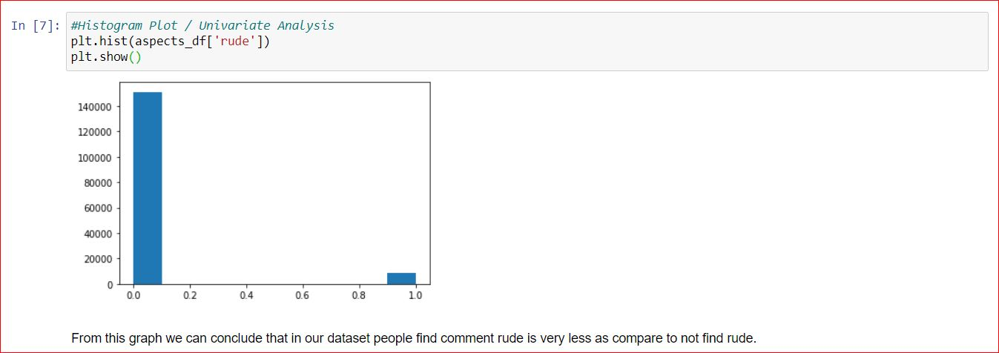 In [7]: #Histogram Plot / Univariate Analysis
plt.hist(aspects_df['rude'])
plt.show()
140000
120000
100000
80000
60000
40000
20000
0
0.0 0.2 0.4 0.6 0.8 1.0
From this graph we can conclude that in our dataset people find comment rude is very less as compare to not find rude.